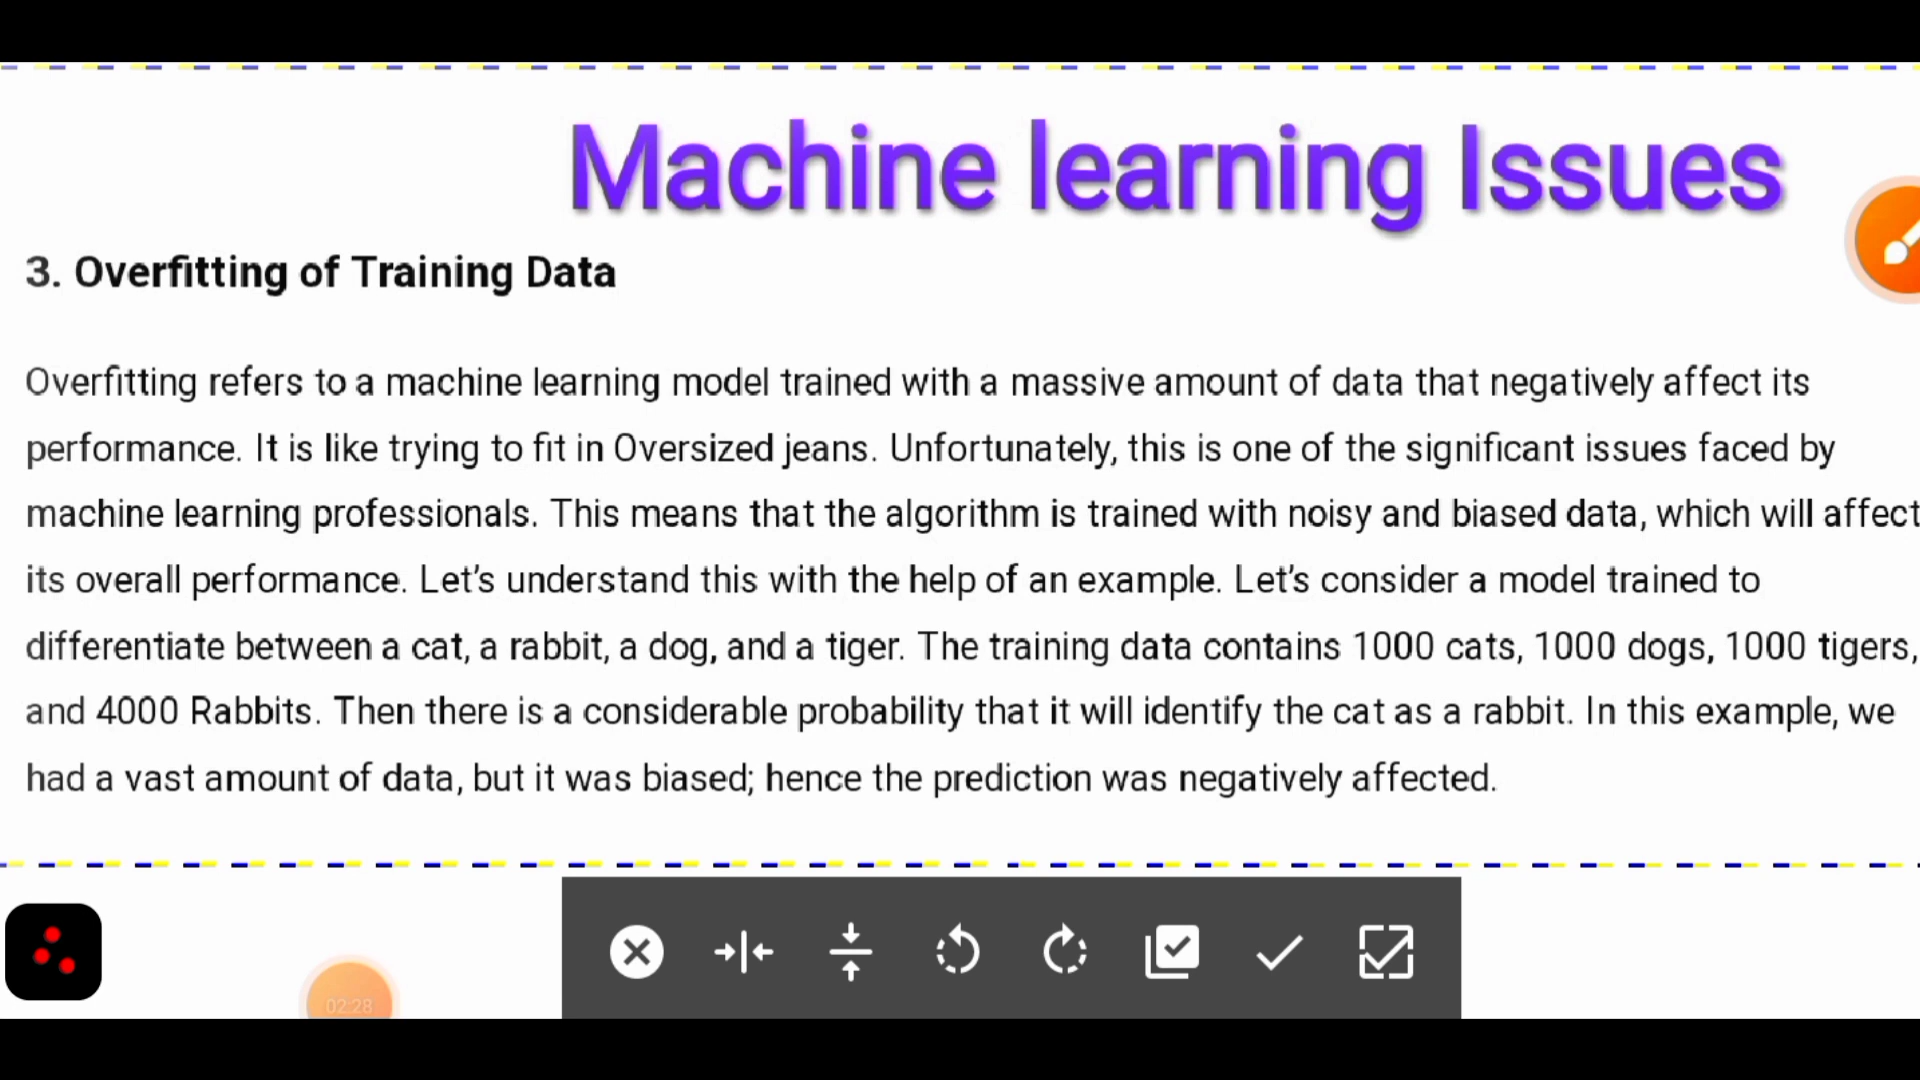 Machine learning Issues
3. Overfitting of Training Data
Overfitting refers to a machine learning model trained with a massive amount of data that negatively affect its
performance. It is like trying to fit in Oversized jeans. Unfortunately, this is one of the significant issues faced by
machine learning professionals. This means that the algorithm is trained with noisy and biased data, which will affect
its overall performance. Let’s understand this with the help of an example. Let’s consider a model trained to
differentiate between a cat, a rabbit, a dog, and a tiger. The training data contains 1000 cats, 1000 dogs, 1000 tigers,
and 4000 Rabbits. Then there is a considerable probability that it will identify the cat as a rabbit. In this example, we
had a vast amount of data, but it was biased; hence the prediction was negatively affected.
02:28